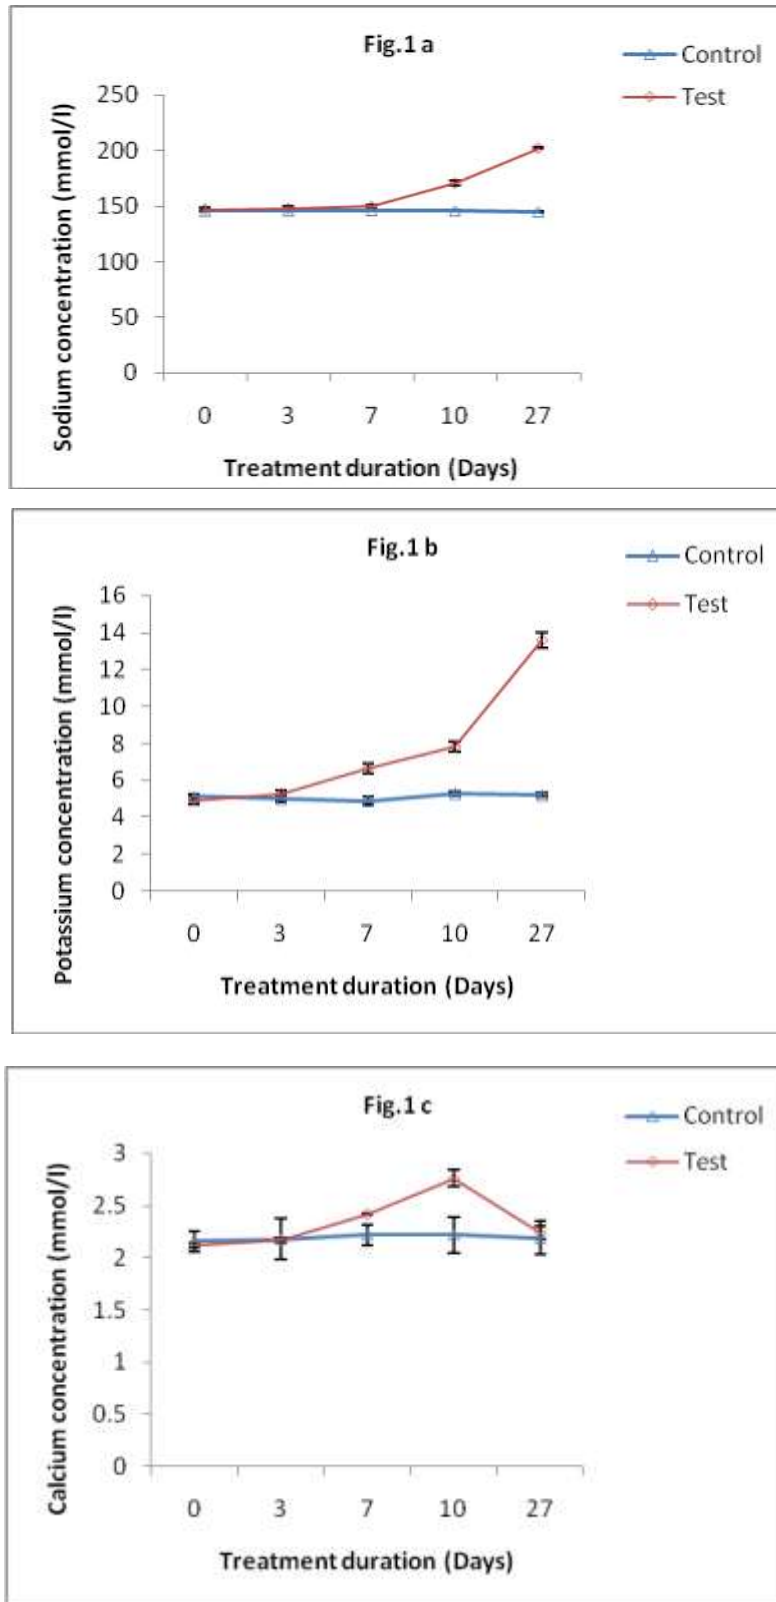 Fig.1 a
Control
Test
Sodium concentration (mmol/l)
250
200
150
100
50
0
0 3 7 10 27
Treatment duration (Days)
Fig.1 b
Control
Test
Potassium concentration (mmol/l)
16
14
12
10
8
6
4
2
0
0 3 7 10 27
Treatment duration (Days)
Fig.1 c
Control
Test
Calcium concentration (mmol/l)
3
2.5
2
1.5
1
0.5
0
0 3 7 10 27
Treatment duration (Days)